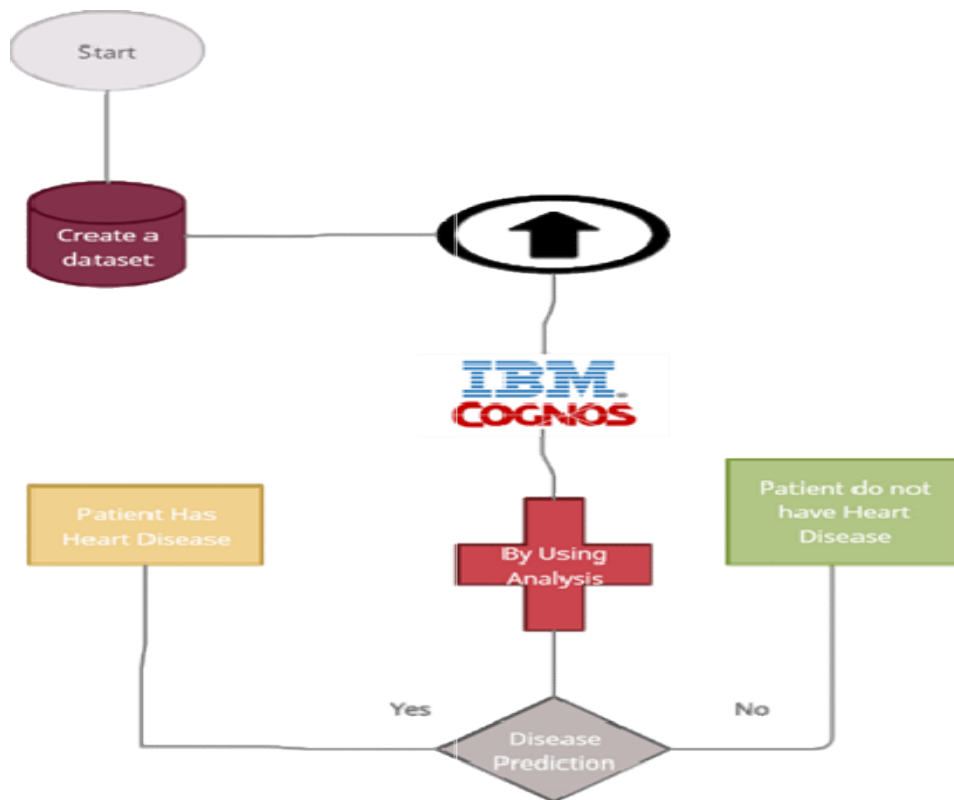 Start
Create a
dataset
IBM.
COGNOS
Patient Has
Heart Disease
By Using
Analysis
Patient do not
have Heart
Disease
Yes
No
Disease
Prediction